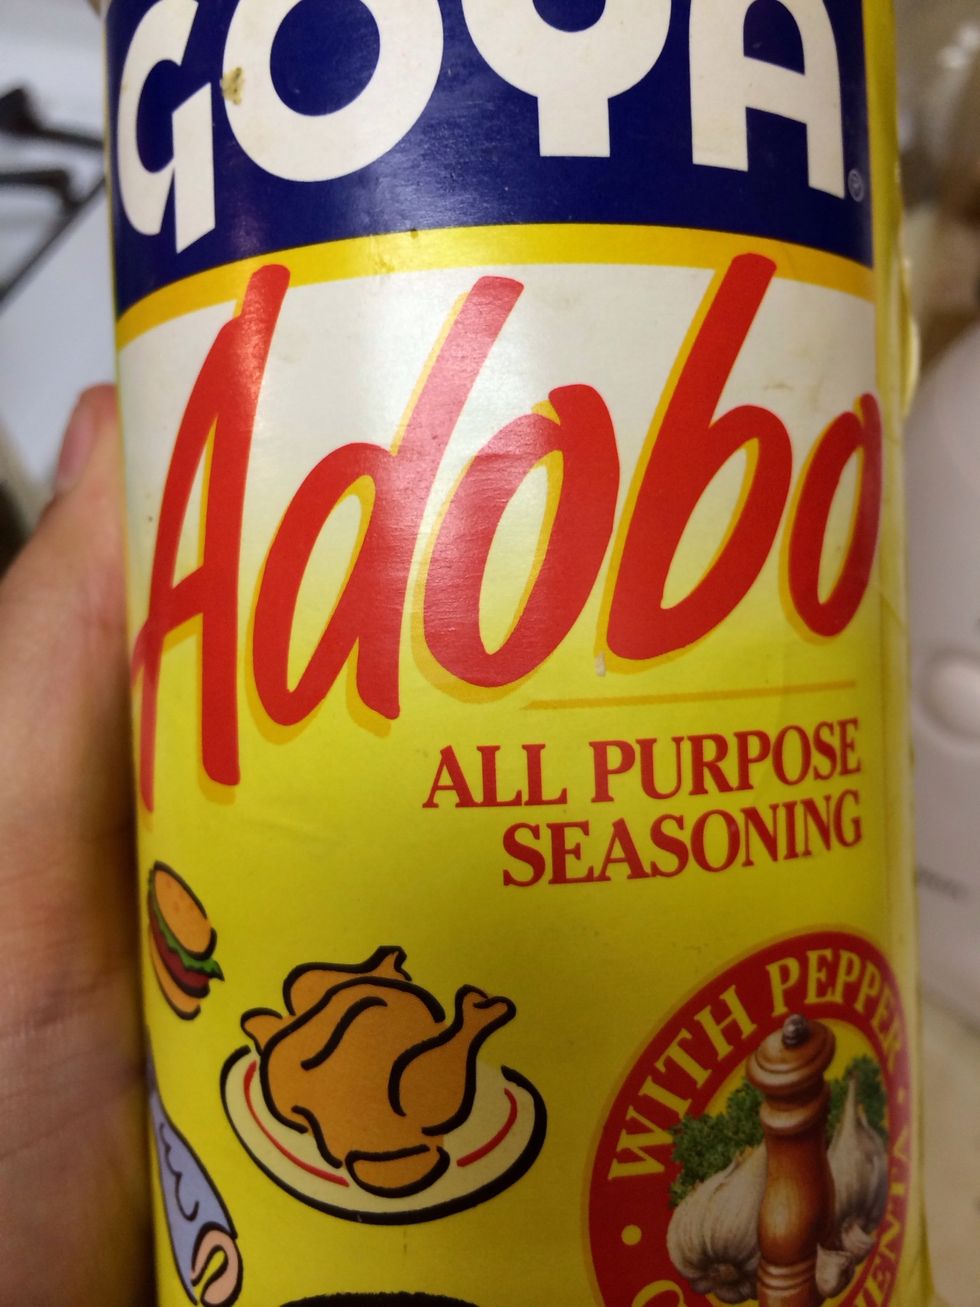 GOYA®
Adobo
ALL PURPOSE
SEASONING
WITH PEPPER